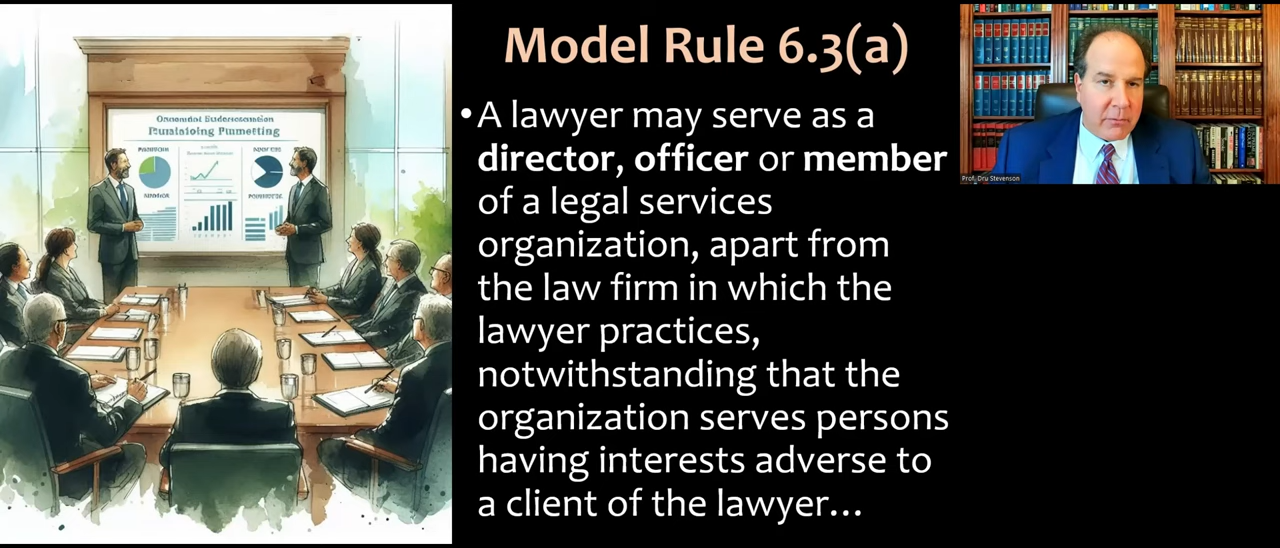 Model Rule 6.3(a)
•A lawyer may serve as a
director, officer or member
of a legal services
organization, apart from
the law firm in which the
lawyer practices,
notwithstanding that the
organization serves persons
having interests adverse to
a client of the lawyer...
Prof. Dru Stevenson